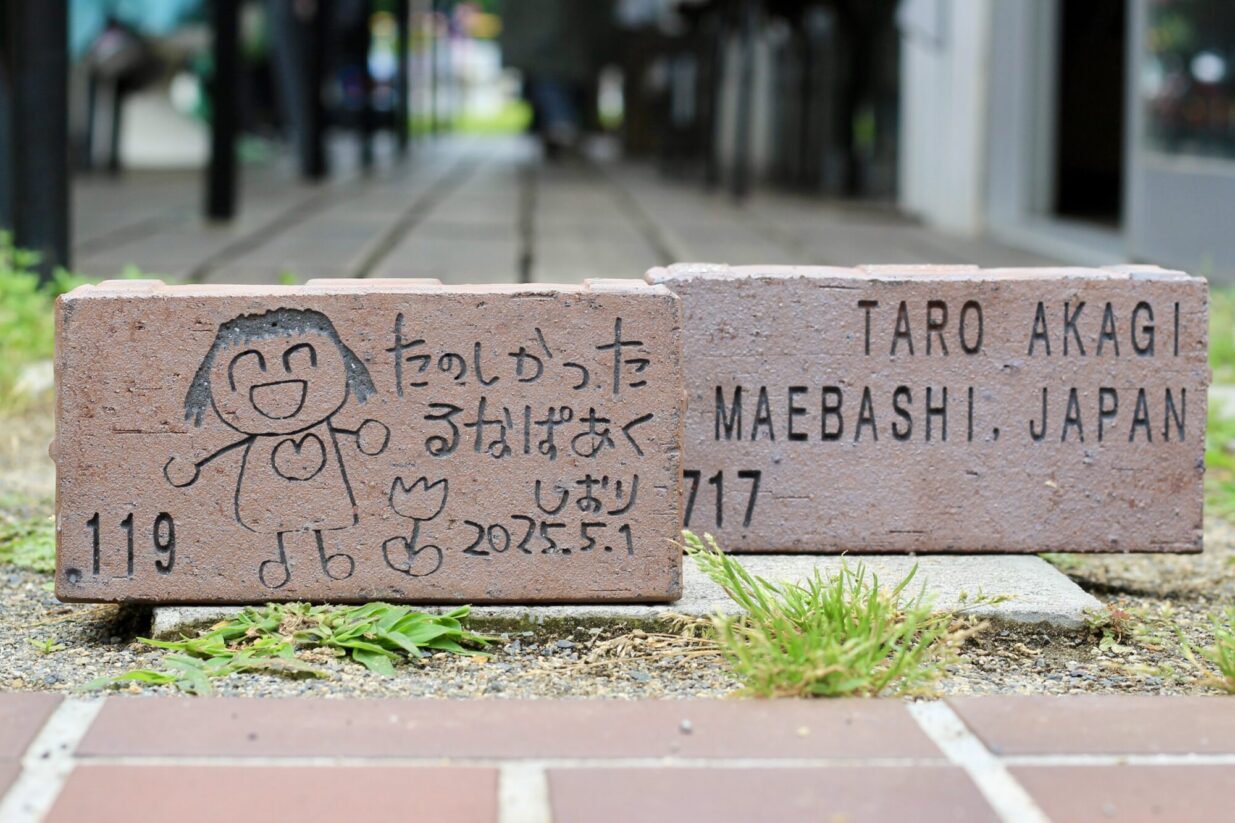 たのしかった
るなぱあく
しおり
2025.5.1
.119
TARO AKAGI
MAEBASHI, JAPAN
717